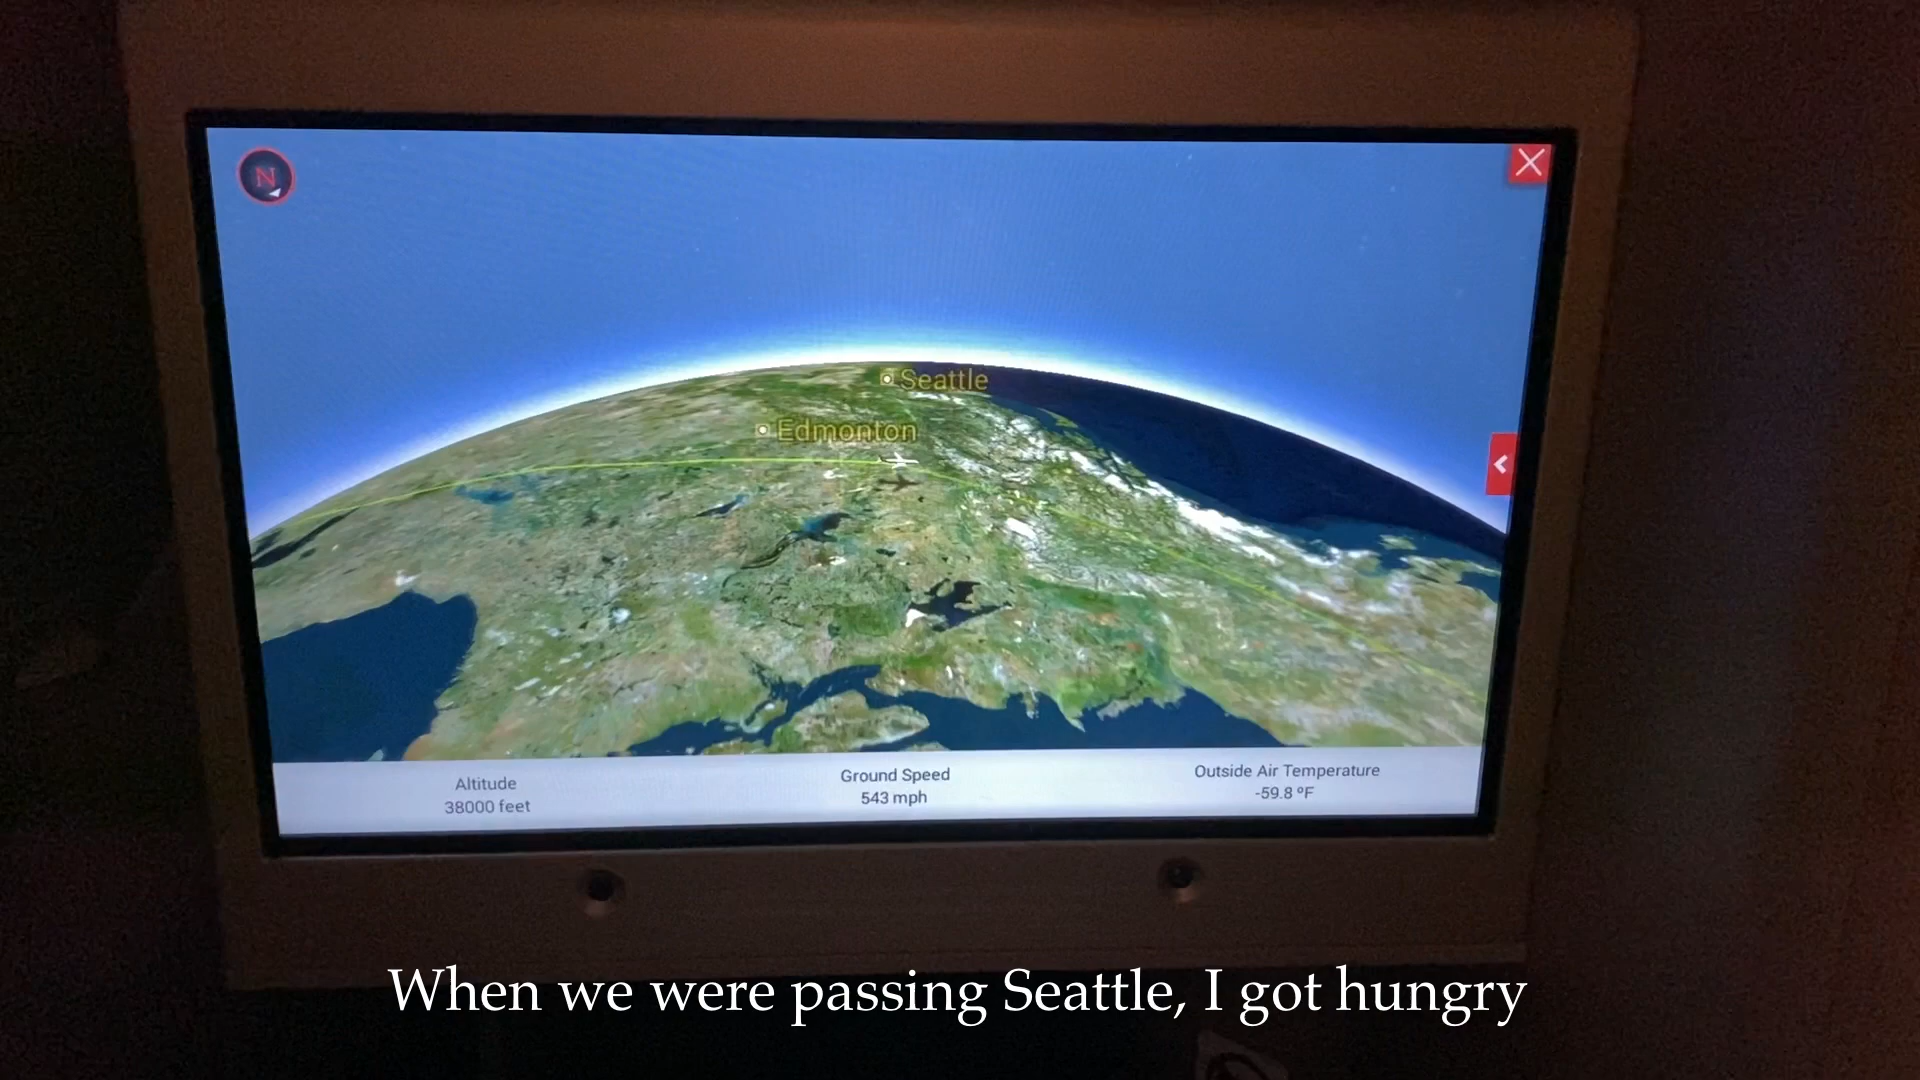 N
Seattle
Edmonton
Altitude
38000 feet
Ground Speed
543 mph
Outside Air Temperature
-59.8 ºF
When we were passing Seattle, I got hungry